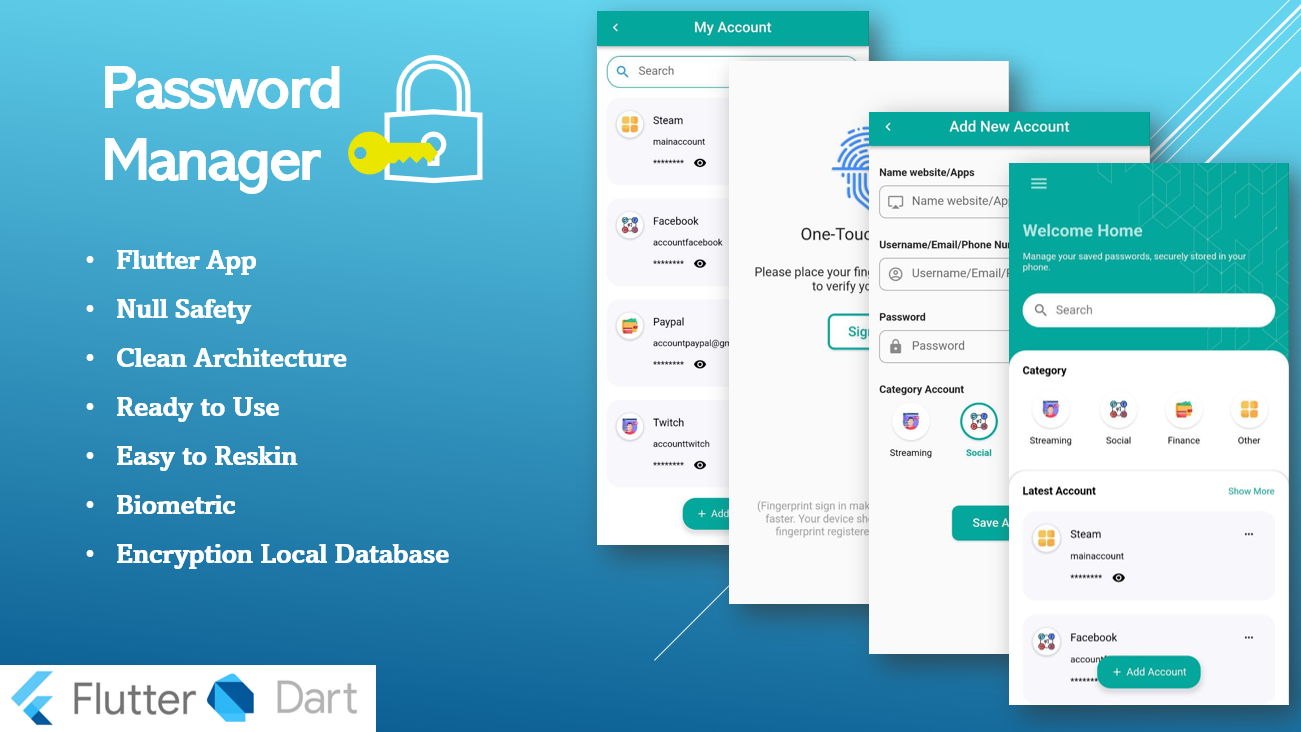 Password
Manager
• Flutter App
• Null Safety
• Clean Architecture
• Ready to Use
• Easy to Reskin
• Biometric
• Encryption Local Database
Flutter Dart
My Account
Search
Steam
mainaccount
********
Facebook
accountfacebook
********
Paypal
accountpaypal@gm
********
Twitch
accounttwitch
********
+ Add
One-Touc
Please place your fing
to verify yo
Sig
(Fingerprint sign in mak
faster. Your device sh
fingerprint registere
Add New Account
Name website/Apps
Name website/Ap
Username/Email/Phone Nu
Username/Email/
Password
Password
Category Account
Streaming
Social
Save A
Welcome Home
Manage your saved passwords, securely stored in your
phone.
Search
Category
Streaming Social Finance Other
Latest Account Show More
Steam
mainaccount
********
Facebook
account
+ Add Account
*******